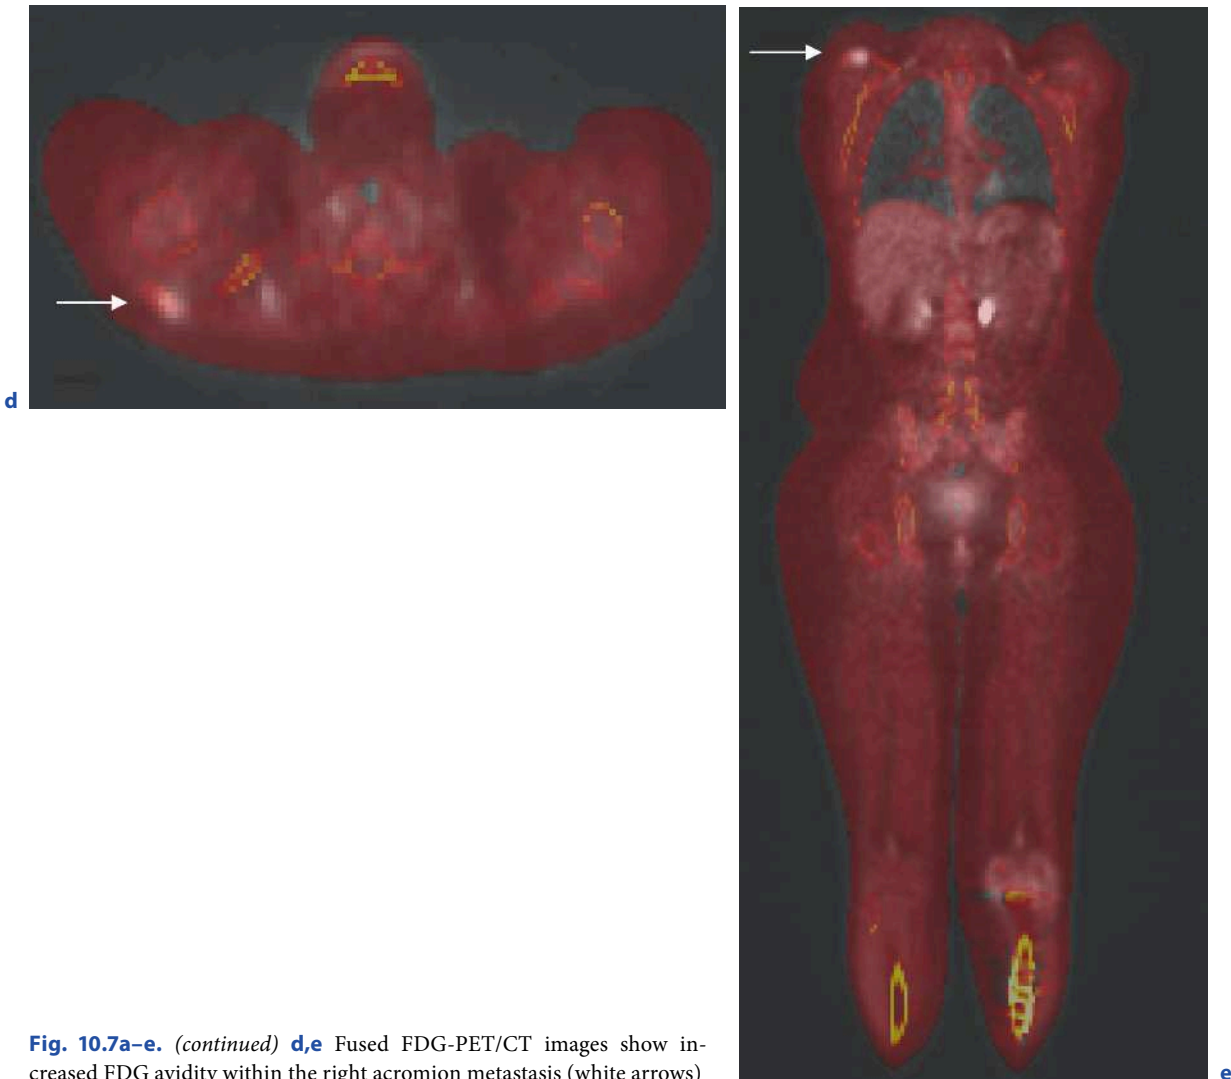 d
e
Fig. 10.7a–e. (continued) d,e Fused FDG-PET/CT images show in-
creased FDG avidity within the right acromion metastasis (white arrows)